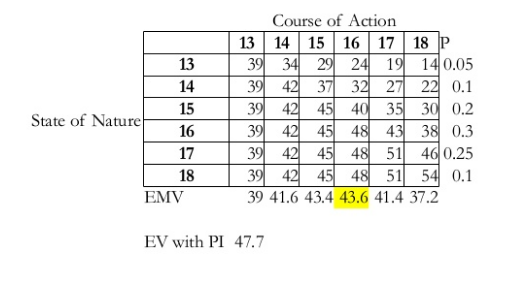 Course of Action
13 14 15 16 17 18 P
13 39 34 29 24 19 14 0.05
14 39 42 37 32 27 22 0.1
15 39 42 45 40 35 30 0.2
State of Nature
16 39 42 45 48 43 38 0.3
17 39 42 45 48 51 46 0.25
18 39 42 45 48 51 54 0.1
EMV 39 41.6 43.4 43.6 41.4 37.2
EV with PI 47.7